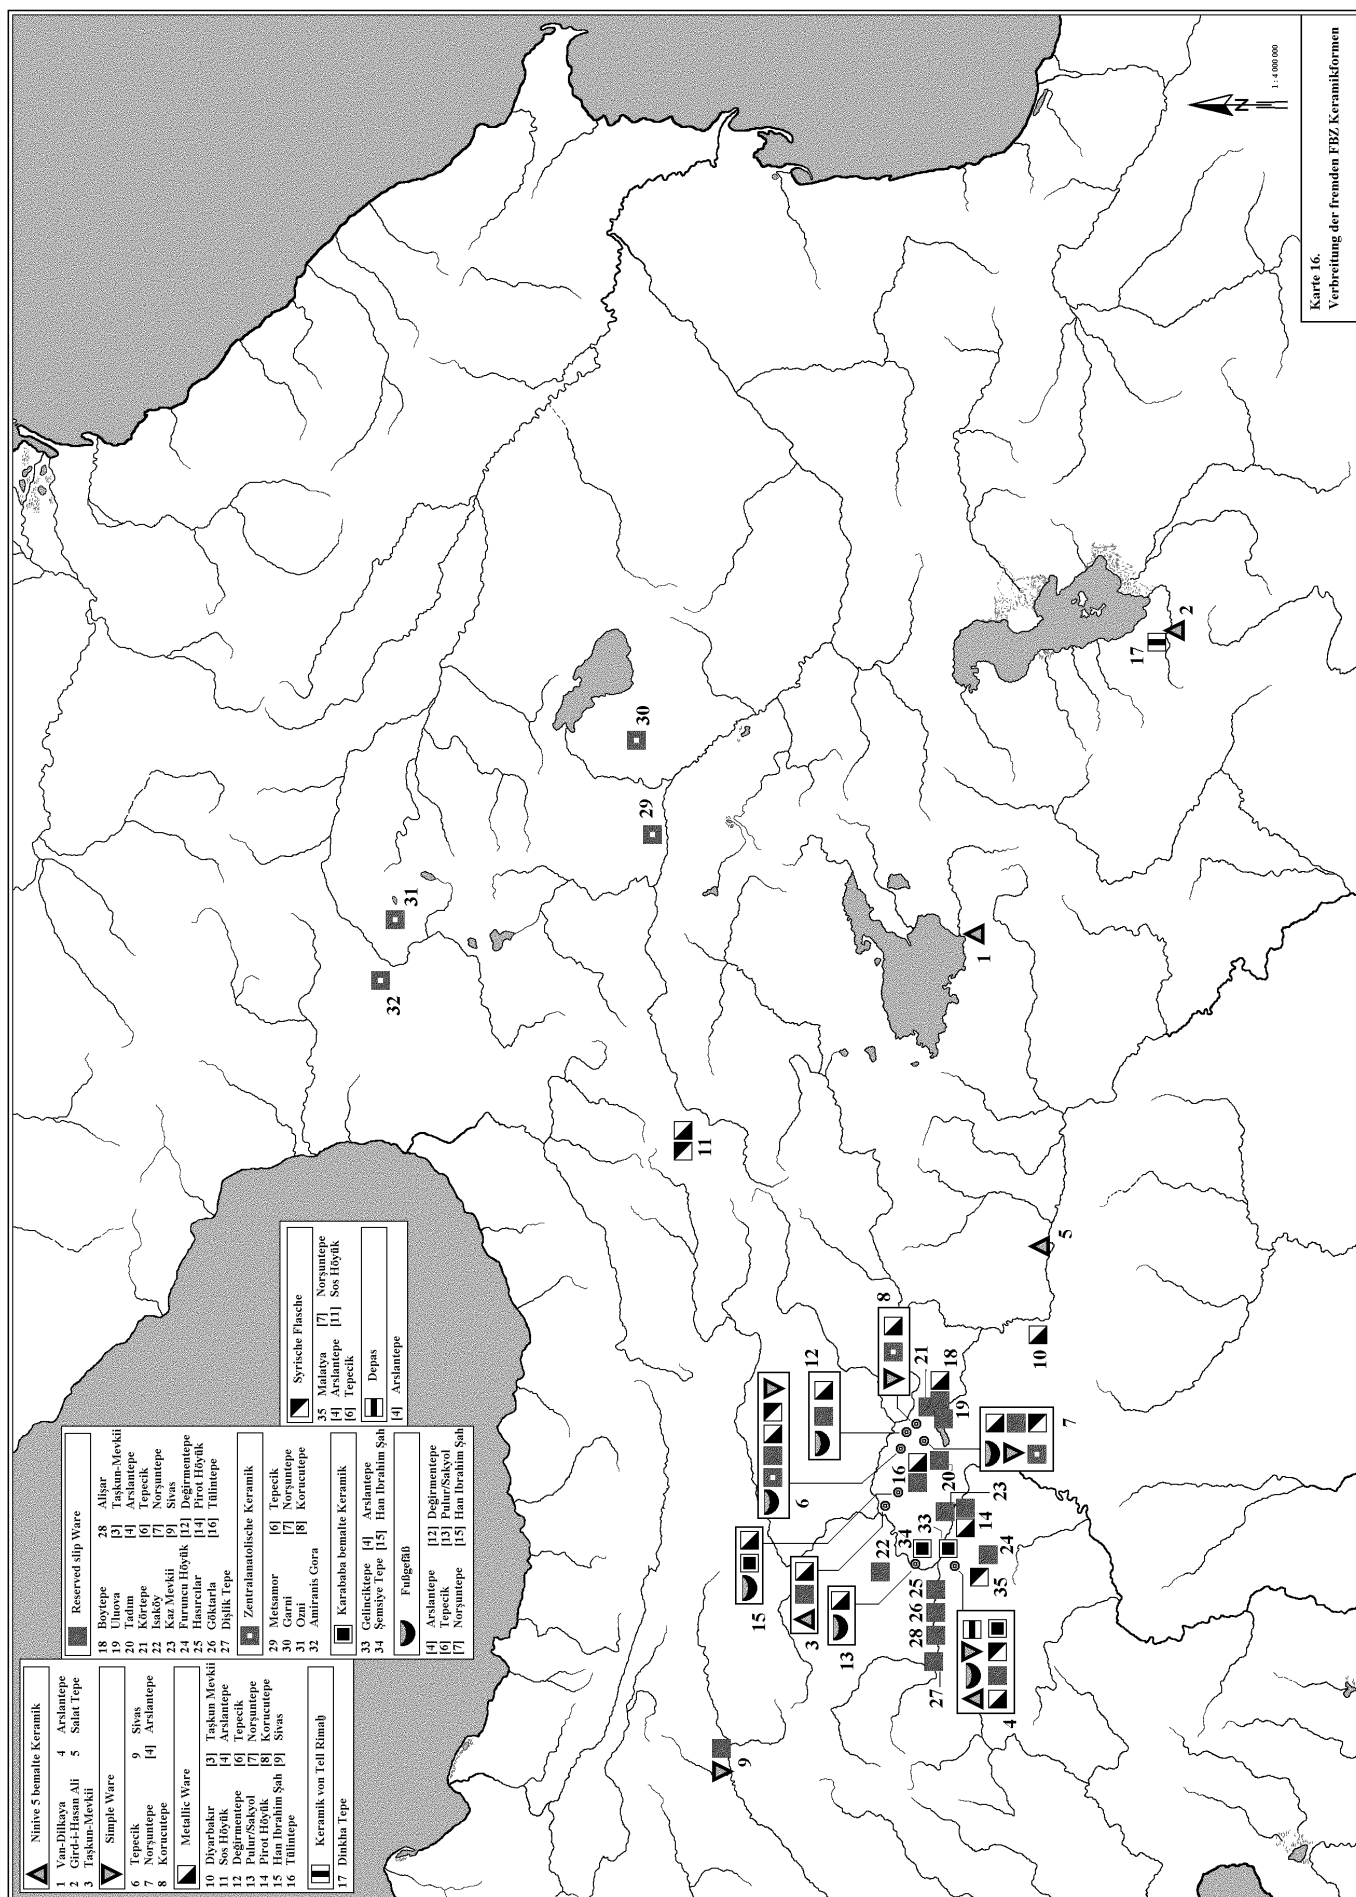 Ninive 5 bemalte Keramik
1 Van-Dilkaya
2 Gird-i-Hasan Ali
3 Taşkun-Mevkii
4 Arslantepe
5 Salat Tepe
Simple Ware
6 Tepecik
7 Norşuntepe
8 Korucutepe
9 Sivas
[4] Arslantepe
Metallic Ware
10 Diyarbakır
11 Sos Höyük
12 Değirmentepe
13 Pulur/Sakyol
14 Pirot Höyük
15 Han Ibrahim Şah
16 Tülintepe
[3] Taşkun Mevkii
[4] Arslantepe
[6] Tepecik
[7] Norşuntepe
[8] Korucutepe
[9] Sivas
Keramik von Tell Rimaḥ
17 Dinkha Tepe
Reserved slip Ware
18 Boytepe
19 Uluova
20 Tadım
21 Körtepe
22 Isaköy
23 Kaz Mevkii
24 Furuncu Höyük
25 Hasırcılar
26 Göktarla
27 Dişlik Tepe
28 Alişar
[3] Taşkun-Mevkii
[4] Arslantepe
[6] Tepecik
[7] Norşuntepe
[9] Sivas
[12] Değirmentepe
[14] Pirot Höyük
[16] Tülintepe
Zentralanatolitsche Keramik
29 Metsamor
30 Garni
31 Ozni
32 Amiranis Gora
[6] Tepecik
[7] Norşuntepe
[8] Korucutepe
Karababa bemalte Keramik
33 Gelinciktepe
34 Şemsiye Tepe
[4] Arslantepe
[15] Han Ibrahim Şah
Fußgefäß
[4] Arslantepe
[6] Tepecik
[7] Norşuntepe
[12] Değirmentepe
[13] Pulur/Sakyol
[15] Han Ibrahim Şah
Syrische Flasche
35 Malatya
[4] Arslantepe
[6] Tepecik
[7] Norşuntepe
[11] Sos Höyük
Depas
[4] Arslantepe
32
31
29
30
11
1
17
2
9
15
6
12
8
3
13
22
34
33
16
21
18
19
20
23
14
24
35
25
26
28
27
4
7
10
5
N
1 : 4 000 000
Karte 16.
Verbreitung der fremden FBZ Keramikformen